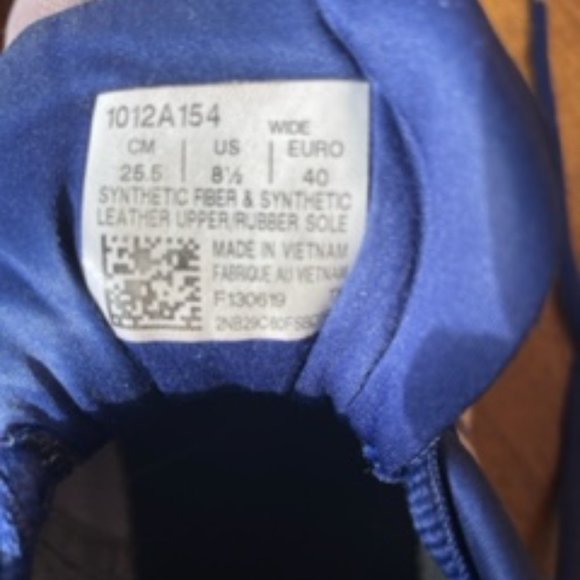 1012A154
WIDE
CM US EURO
25.5 8½ 40
SYNTHETIC FIBER & SYNTHETIC
LEATHER UPPER/RUBBER SOLE
MADE IN VIETNAM
FABRIQUE AU VIETNAM
F130619